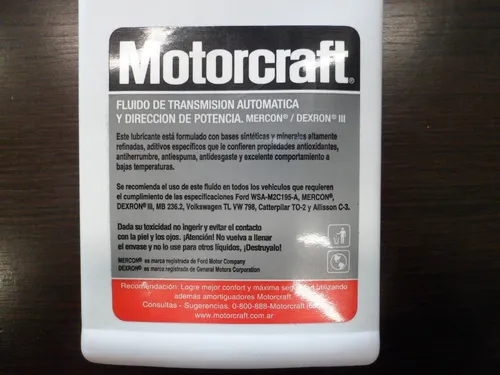 Motorcraft®
FLUIDO DE TRANSMISION AUTOMATICA
Y DIRECCION DE POTENCIA. MERCON® / DEXRON® III
Este lubricante está formulado con bases sintéticas y minerales altamente
refinadas, aditivos específicos que le confieren propiedades antioxidantes,
antiherrumbre, antiespuma, antidesgaste y excelente comportamiento a
bajas temperaturas.
Se recomienda el uso de este fluido en todos los vehículos que requieren
el cumplimiento de las especificaciones Ford WSA-M2C195-A, MERCON®,
DEXRON® III, MB 236.2, Volkswagen TL VW 798, Catterpilar TO-2 y Allisson C-3.
Dada su toxicidad no ingerir y evitar el contacto
con la piel y los ojos. ¡Atención! No vuelva a llenar
el envase y no lo use para otros líquidos, ¡Destruyalo!
MERCON® es marca registrada de Ford Motor Company
DEXRON® es marca registrada de General Motors Corporation
Recomendación: Logre mejor confort y máxima utilizando
además amortiguadores Motorcraft.
Consultas - Sugerencias: 0-800-888-Motorcraft
www.motorcraft.com.ar